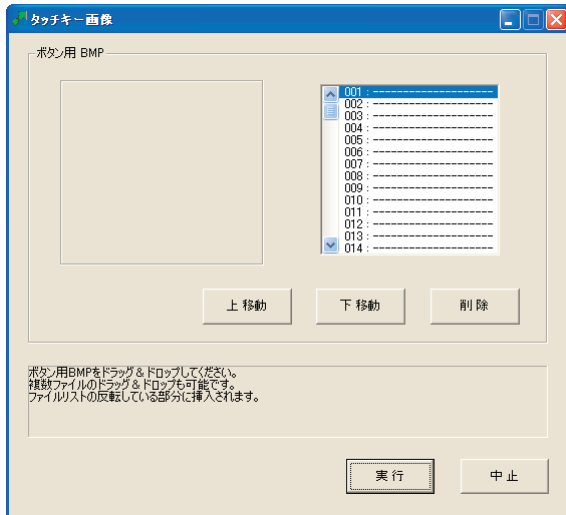 タッチキー画像
ボタン用 BMP
001 : --------------------
002 : --------------------
003 : --------------------
004 : --------------------
005 : --------------------
006 : --------------------
007 : --------------------
008 : --------------------
009 : --------------------
010 : --------------------
011 : --------------------
012 : --------------------
013 : --------------------
014 : --------------------
上 移動
下 移動
削 除
ボタン用BMPをドラッグ＆ドロップしてください。
複数ファイルのドラッグ＆ドロップも可能です。
ファイルリストの反転している部分に挿入されます。
実 行
中 止